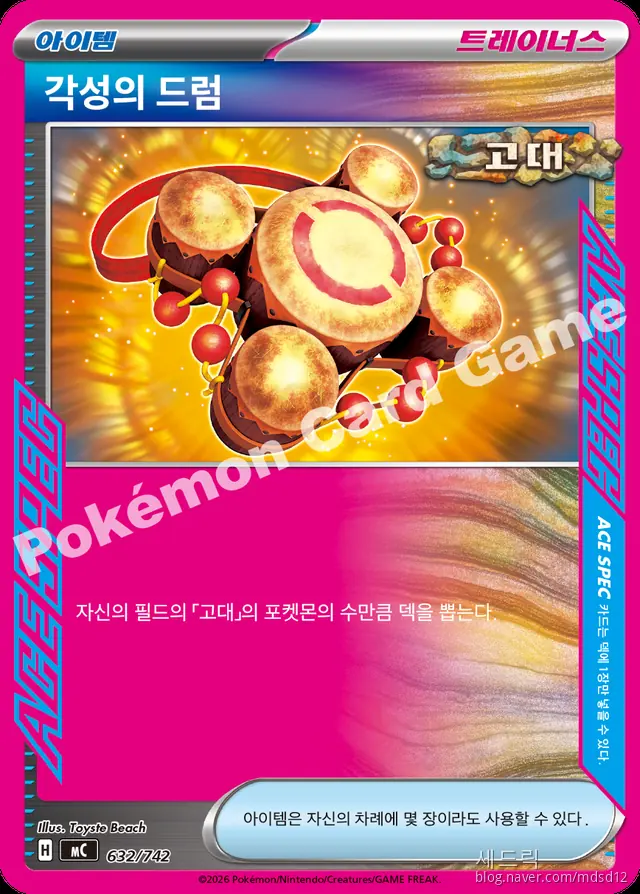 아이템
트레이너스
각성의 드럼
고대
Pokémon Card Game
ACE SPEC
ACE SPEC
자신의 필드의 「고대」의 포켓몬의 수만큼 덱을 뽑는다.
ACE SPEC 카드는 덱에 1장만 넣을 수 있다.
아이템은 자신의 차례에 몇 장이라도 사용할 수 있다.
Illus. Toyste Beach
H mC 632/742
©2026 Pokémon/Nintendo/Creatures/GAME FREAK.
세드릭
blog.naver.com/mdsd12